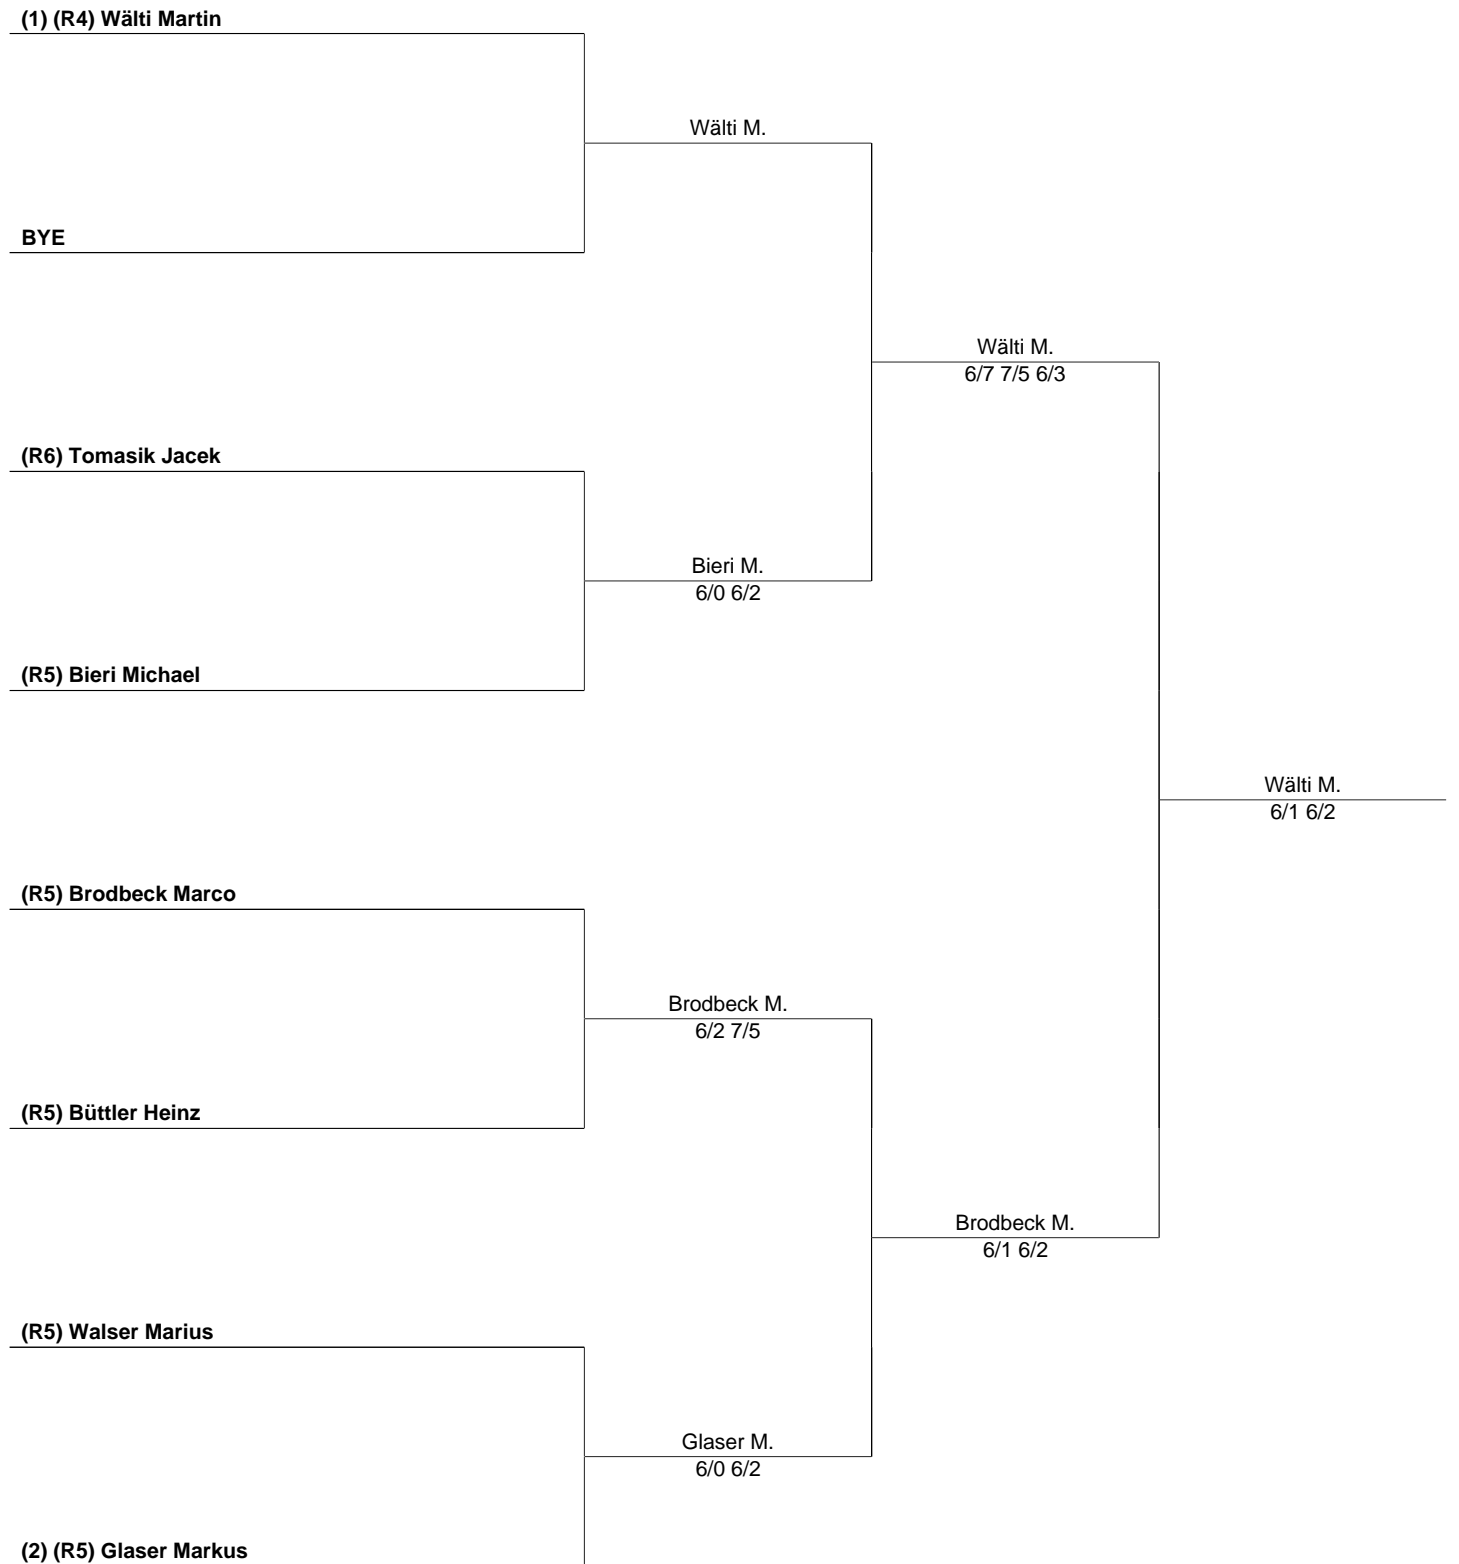 (1) (R4) Wälti Martin
Wälti M.
BYE
Wälti M.
6/7 7/5 6/3
(R6) Tomasik Jacek
Bieri M.
6/0 6/2
(R5) Bieri Michael
Wälti M.
6/1 6/2
(R5) Brodbeck Marco
Brodbeck M.
6/2 7/5
(R5) Büttler Heinz
Brodbeck M.
6/1 6/2
(R5) Walser Marius
Glaser M.
6/0 6/2
(2) (R5) Glaser Markus